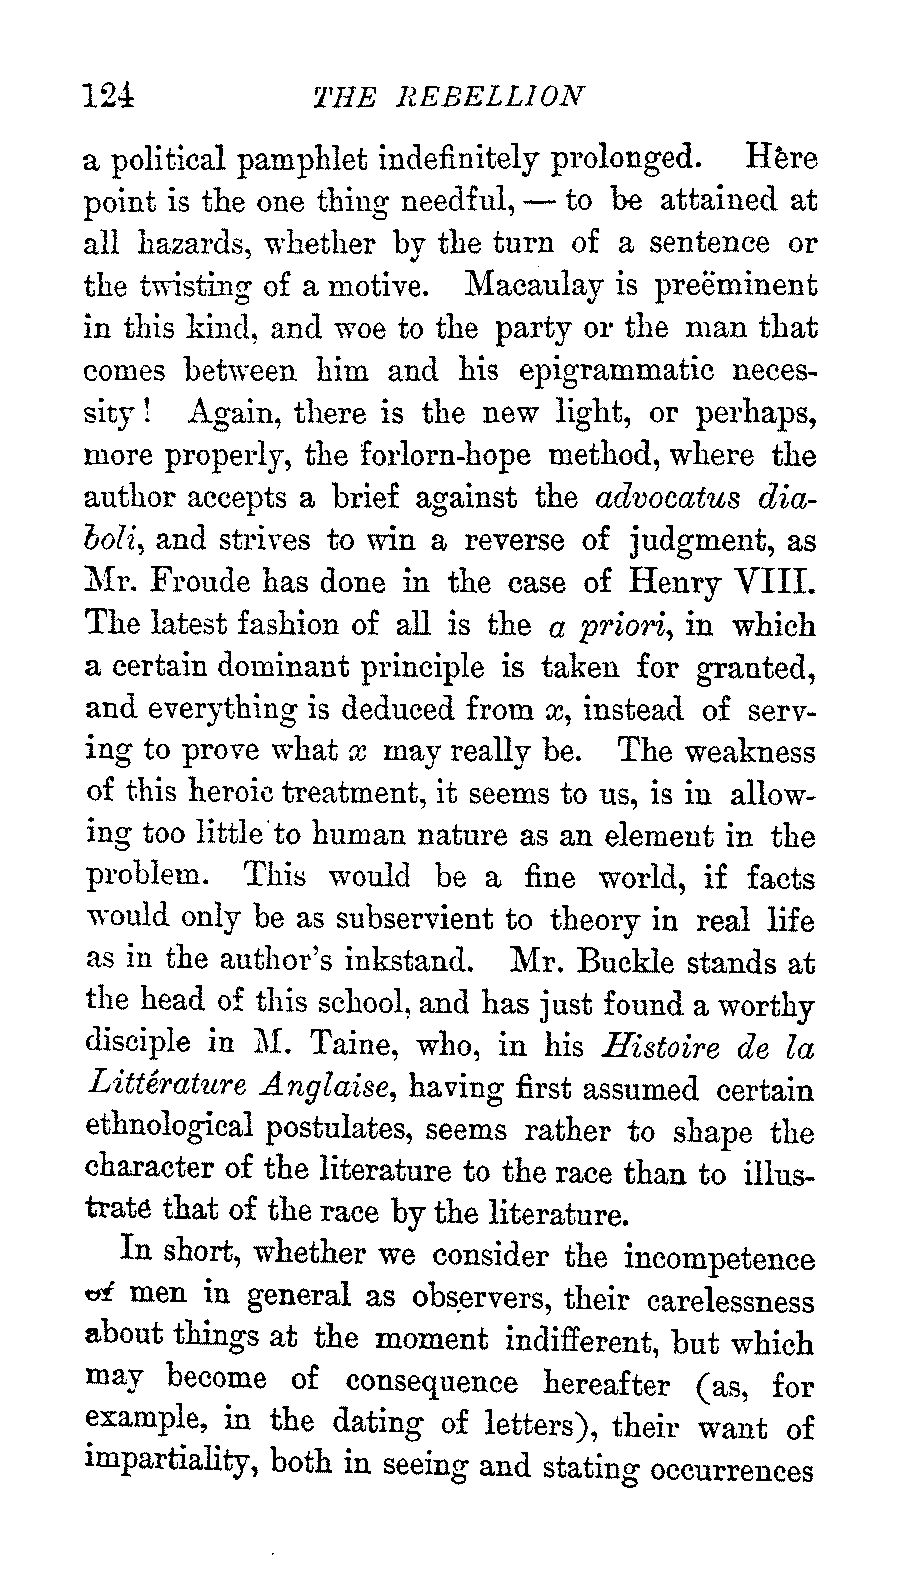 124 THE REBELLION
a political pamphlet indefinitely prolonged. Here
point is the one thing needful, — to be attained at
all hazards, whether by the turn of a sentence or
the twisting of a motive. Macaulay is preëminent
in this kind, and woe to the party or the man that
comes between him and his epigrammatic neces-
sity! Again, there is the new light, or perhaps,
more properly, the forlorn-hope method, where the
author accepts a brief against the advocatus dia-
boli, and strives to win a reverse of judgment, as
Mr. Froude has done in the case of Henry VIII.
The latest fashion of all is the a priori, in which
a certain dominant principle is taken for granted,
and everything is deduced from x, instead of serv-
ing to prove what x may really be. The weakness
of this heroic treatment, it seems to us, is in allow-
ing too little to human nature as an element in the
problem. This would be a fine world, if facts
would only be as subservient to theory in real life
as in the author's inkstand. Mr. Buckle stands at
the head of this school, and has just found a worthy
disciple in M. Taine, who, in his Histoire de la
Littérature Anglaise, having first assumed certain
ethnological postulates, seems rather to shape the
character of the literature to the race than to illus-
trate that of the race by the literature.
In short, whether we consider the incompetence
of men in general as observers, their carelessness
about things at the moment indifferent, but which
may become of consequence hereafter (as, for
example, in the dating of letters), their want of
impartiality, both in seeing and stating occurrences